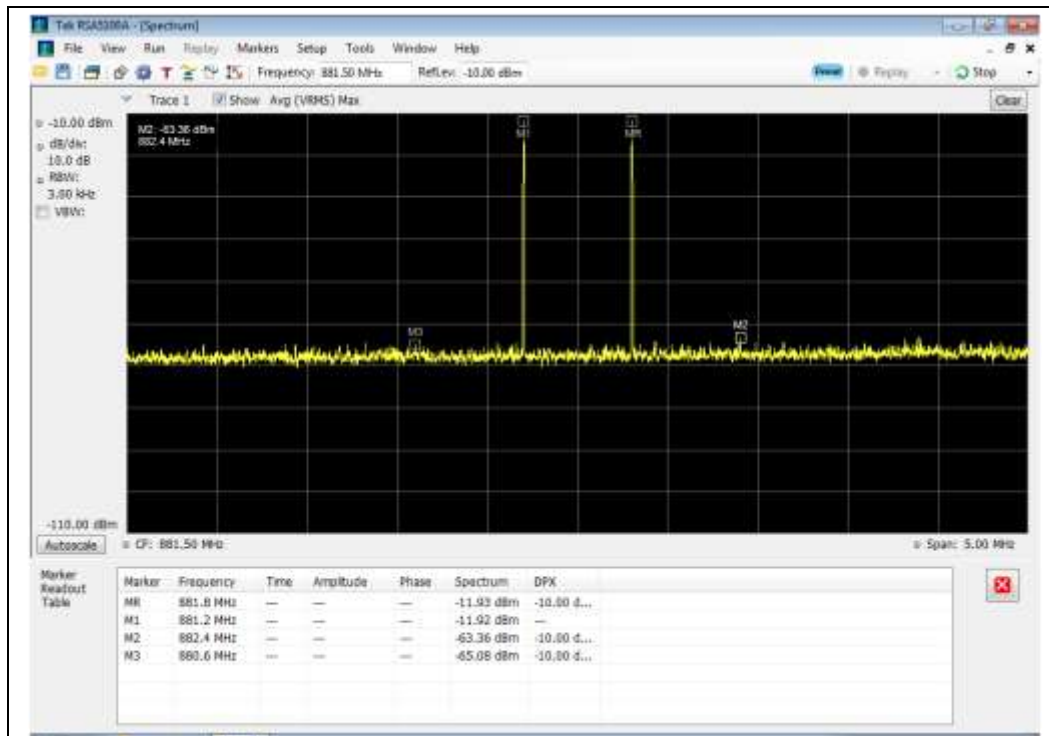 Tek RSA5100A - [Spectrum]
File View Run Replay Markers Setup Tools Window Help
Frequency: 881.50 MHz RefLev: -10.00 dBm
Preset Replay Stop
Trace 1 Show Avg (VRMS) Max
Clear
-10.00 dBm
dB/div:
10.0 dB
RBW:
3.00 kHz
VBW:
M2: -63.36 dBm
882.4 MHz
M1
MR
M3
M2
-110.00 dBm
Autoscale
CF: 881.50 MHz
Span: 5.00 MHz
Marker
Readout
Table
Marker Frequency Time Amplitude Phase Spectrum DPX
MR 881.8 MHz --- --- --- -11.93 dBm -10.00 d...
M1 881.2 MHz --- --- --- -11.92 dBm ---
M2 882.4 MHz --- --- --- -63.36 dBm -10.00 d...
M3 880.6 MHz --- --- --- -65.08 dBm -10.00 d...